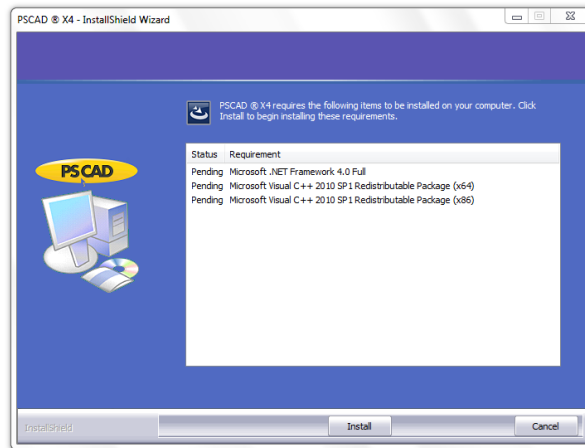 PSCAD ® X4 - InstallShield Wizard
PSCAD ® X4 requires the following items to be installed on your computer. Click
Install to begin installing these requirements.
Status Requirement
Pending Microsoft .NET Framework 4.0 Full
Pending Microsoft Visual C++ 2010 SP1 Redistributable Package (x64)
Pending Microsoft Visual C++ 2010 SP1 Redistributable Package (x86)
PSCAD
InstallShield
Install
Cancel